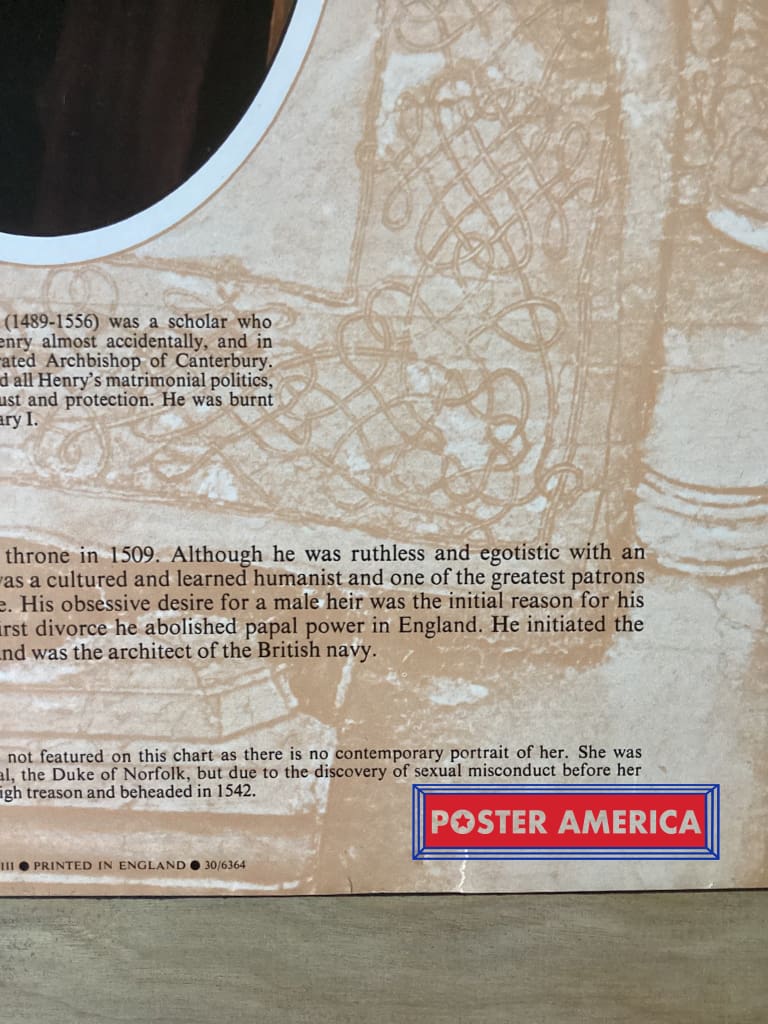 (1489-1556) was a scholar who
enry almost accidentally, and in
rated Archbishop of Canterbury.
d all Henry's matrimonial politics,
ust and protection. He was burnt
ary I.
throne in 1509. Although he was ruthless and egotistic with an
vas a cultured and learned humanist and one of the greatest patrons
e. His obsessive desire for a male heir was the initial reason for his
irst divorce he abolished papal power in England. He initiated the
nd was the architect of the British navy.
not featured on this chart as there is no contemporary portrait of her. She was
al, the Duke of Norfolk, but due to the discovery of sexual misconduct before her
igh treason and beheaded in 1542.
POSTER AMERICA
III ● PRINTED IN ENGLAND ● 30/6364